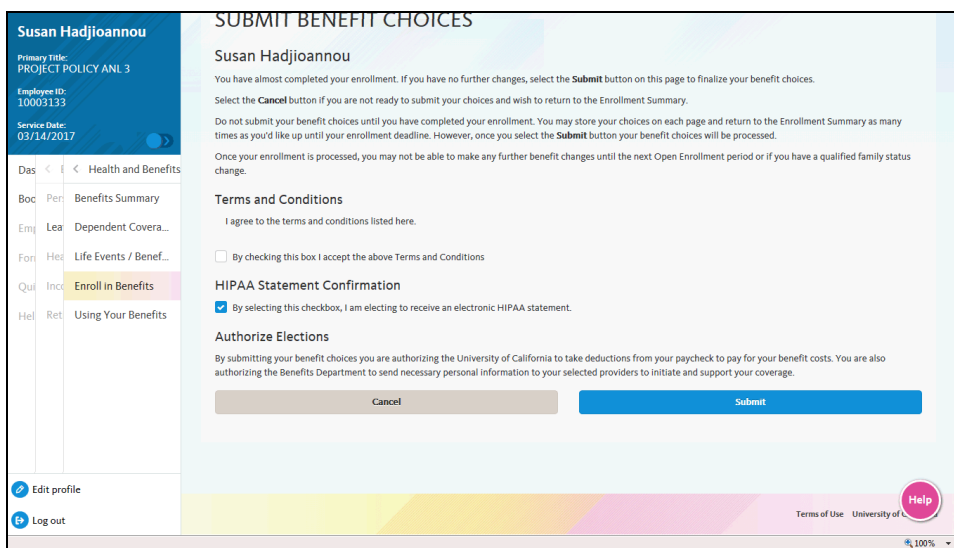 SUBMIT BENEFIT CHOICES
Susan Hadjioannou
Primary Title:
PROJECT POLICY ANL 3
Employee ID:
10003133
Service Date:
03/14/2017
Das
Health and Benefits
Boo
Per
Benefits Summary
Emp
Lea
Dependent Covera...
For
Hea
Life Events / Benef...
Qui
Inco
Enroll in Benefits
Hel
Ret
Using Your Benefits
Edit profile
Log out
Susan Hadjioannou
You have almost completed your enrollment. If you have no further changes, select the Submit button on this page to finalize your benefit choices.
Select the Cancel button if you are not ready to submit your choices and wish to return to the Enrollment Summary.
Do not submit your benefit choices until you have completed your enrollment. You may store your choices on each page and return to the Enrollment Summary as many
times as you'd like up until your enrollment deadline. However, once you select the Submit button your benefit choices will be processed.
Once your enrollment is processed, you may not be able to make any further benefit changes until the next Open Enrollment period or if you have a qualified family status
change.
Terms and Conditions
I agree to the terms and conditions listed here.
By checking this box I accept the above Terms and Conditions
HIPAA Statement Confirmation
By selecting this checkbox, I am electing to receive an electronic HIPAA statement.
Authorize Elections
By submitting your benefit choices you are authorizing the University of California to take deductions from your paycheck to pay for your benefit costs. You are also
authorizing the Benefits Department to send necessary personal information to your selected providers to initiate and support your coverage.
Cancel
Submit
Help
Terms of Use University of
100%